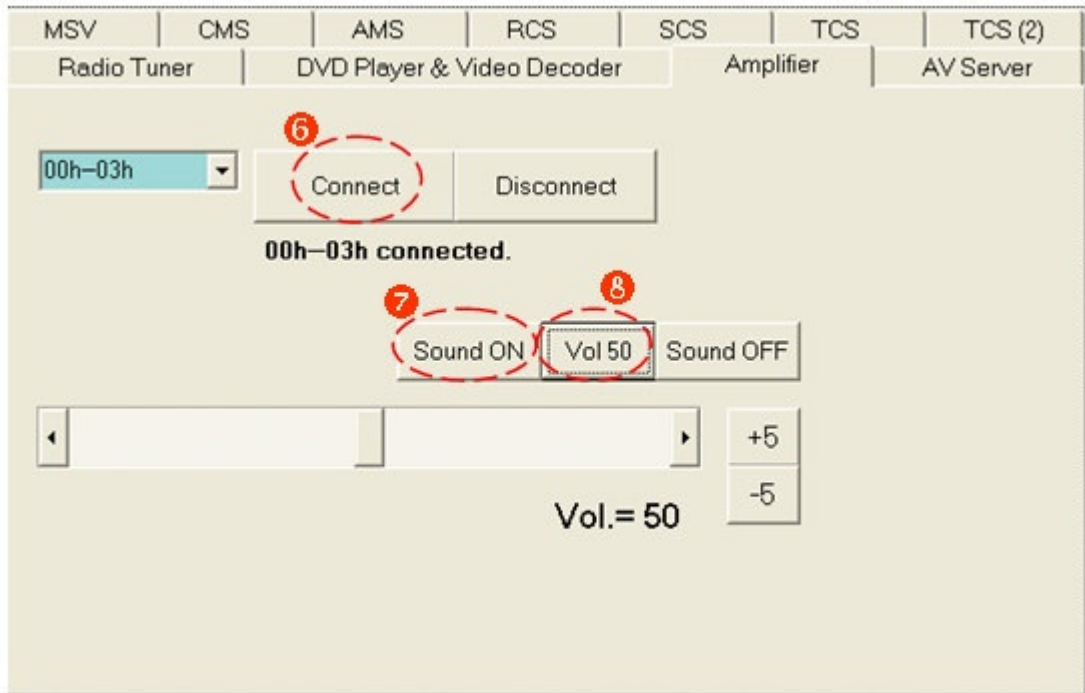 MSV CMS AMS RCS SCS TCS TCS (2)
Radio Tuner DVD Player & Video Decoder Amplifier AV Server
6
00h–03h Connect Disconnect
00h–03h connected.
7 8
Sound ON Vol 50 Sound OFF
+5
-5
Vol.= 50